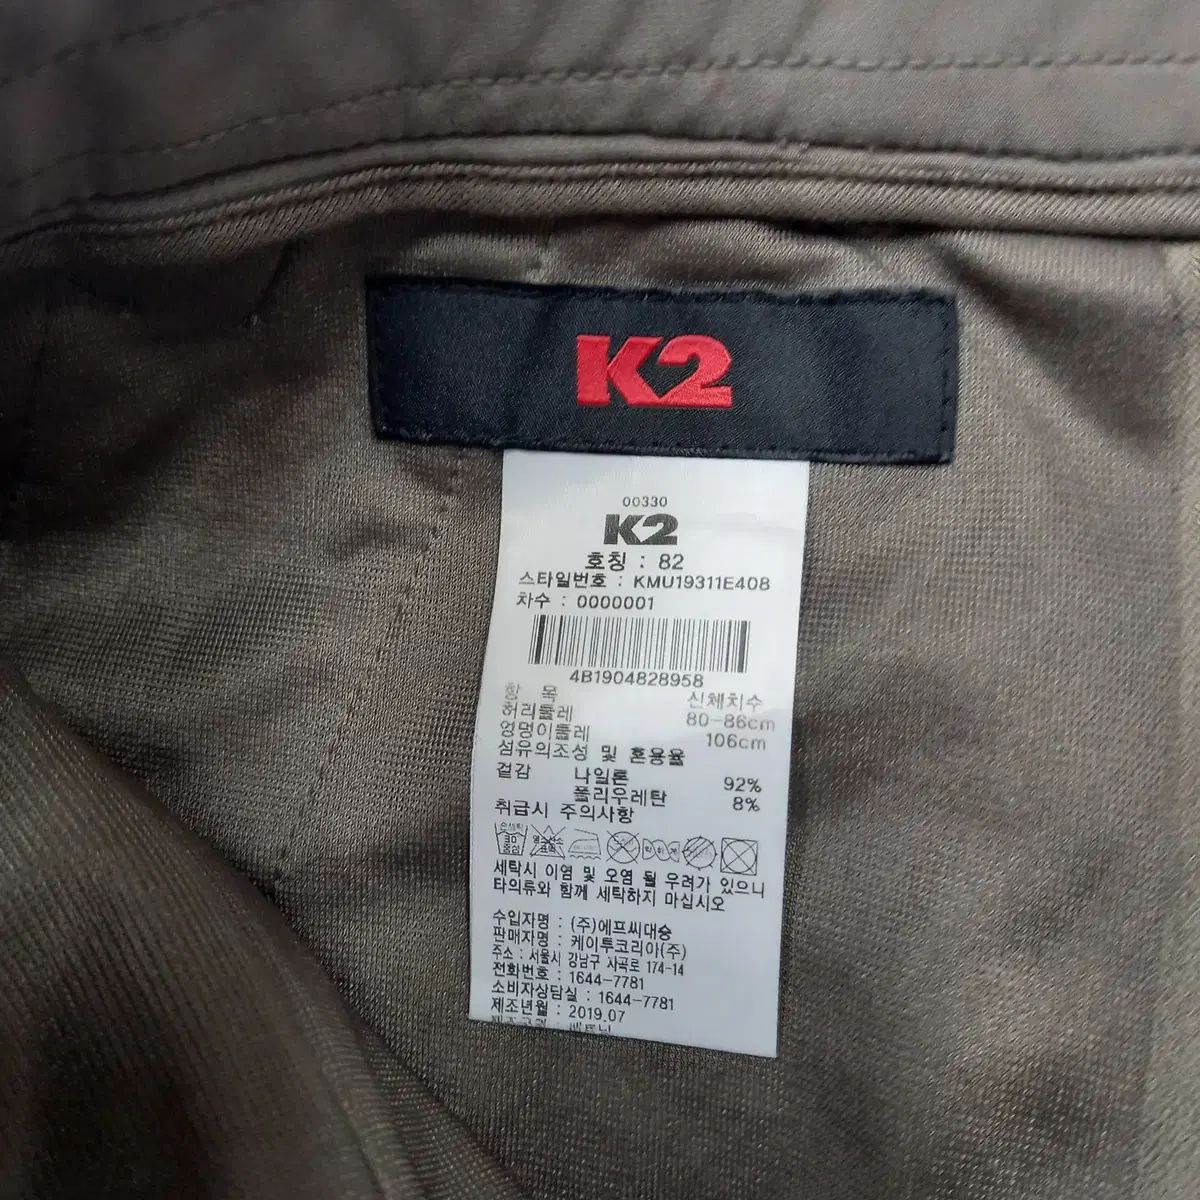 K2
00330
K2
호칭 : 82
스타일번호 : KMU19311E408
차수 : 0000001
4B1904828958
항 목 신체치수
허리둘레 80-86cm
엉덩이둘레 106cm
섬유의조성 및 혼용율
겉감 나일론 92%
폴리우레탄 8%
취급시 주의사항
세탁시 이염 및 오염 될 우려가 있으니
타의류와 함께 세탁하지 마십시오
수입자명 : (주)에프씨대승
판매자명 : 케이투코리아(주)
주소 : 서울시 강남구 자곡로 174-14
전화번호 : 1644-7781
소비자상담실 : 1644-7781
제조년월 : 2019.07